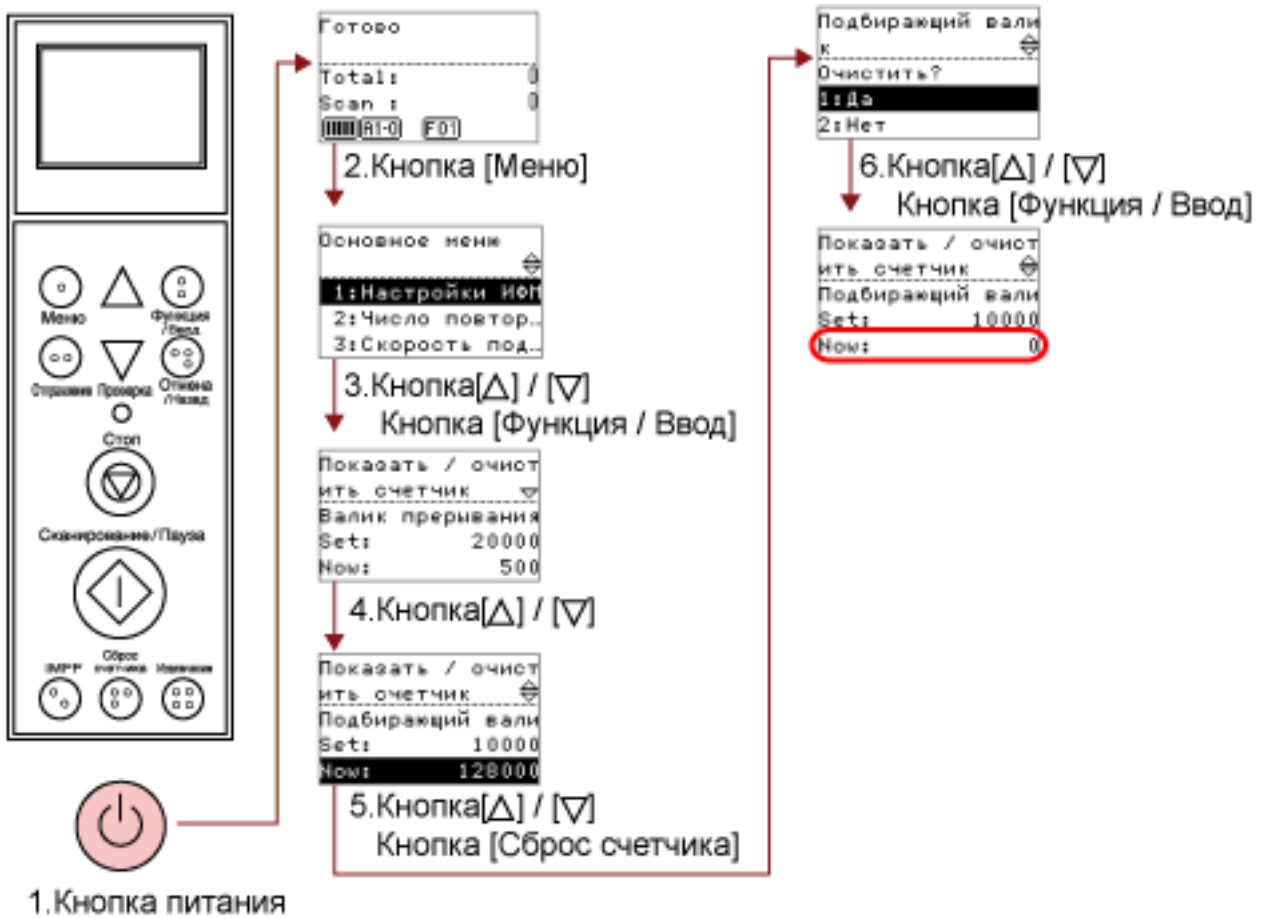 Меню
Функция
/Ввод
Отправление
Проверка
Отмена
/Назад
Стоп
Сканирование/Пауза
IMPP
Сброс
счетчика
1.Кнопка питания
Готово
Total: 0
Scan : 0
A1-0 F01
2.Кнопка [Меню]
Основное меню
1:Настройки ИФП
2:Число повтор..
3:Скорость под..
3.Кнопка[△] / [▽]
Кнопка [Функция / Ввод]
Показать / очист
ить счетчик
Валик прерывания
Set: 20000
Now: 500
4.Кнопка[△] / [▽]
Показать / очист
ить счетчик
Подбирающий вали
Set: 10000
Now: 128000
5.Кнопка[△] / [▽]
Кнопка [Сброс счетчика]
Подбирающий вали
к
Очистить?
1:Да
2:Нет
6.Кнопка[△] / [▽]
Кнопка [Функция / Ввод]
Показать / очист
ить счетчик
Подбирающий вали
Set: 10000
Now: 0